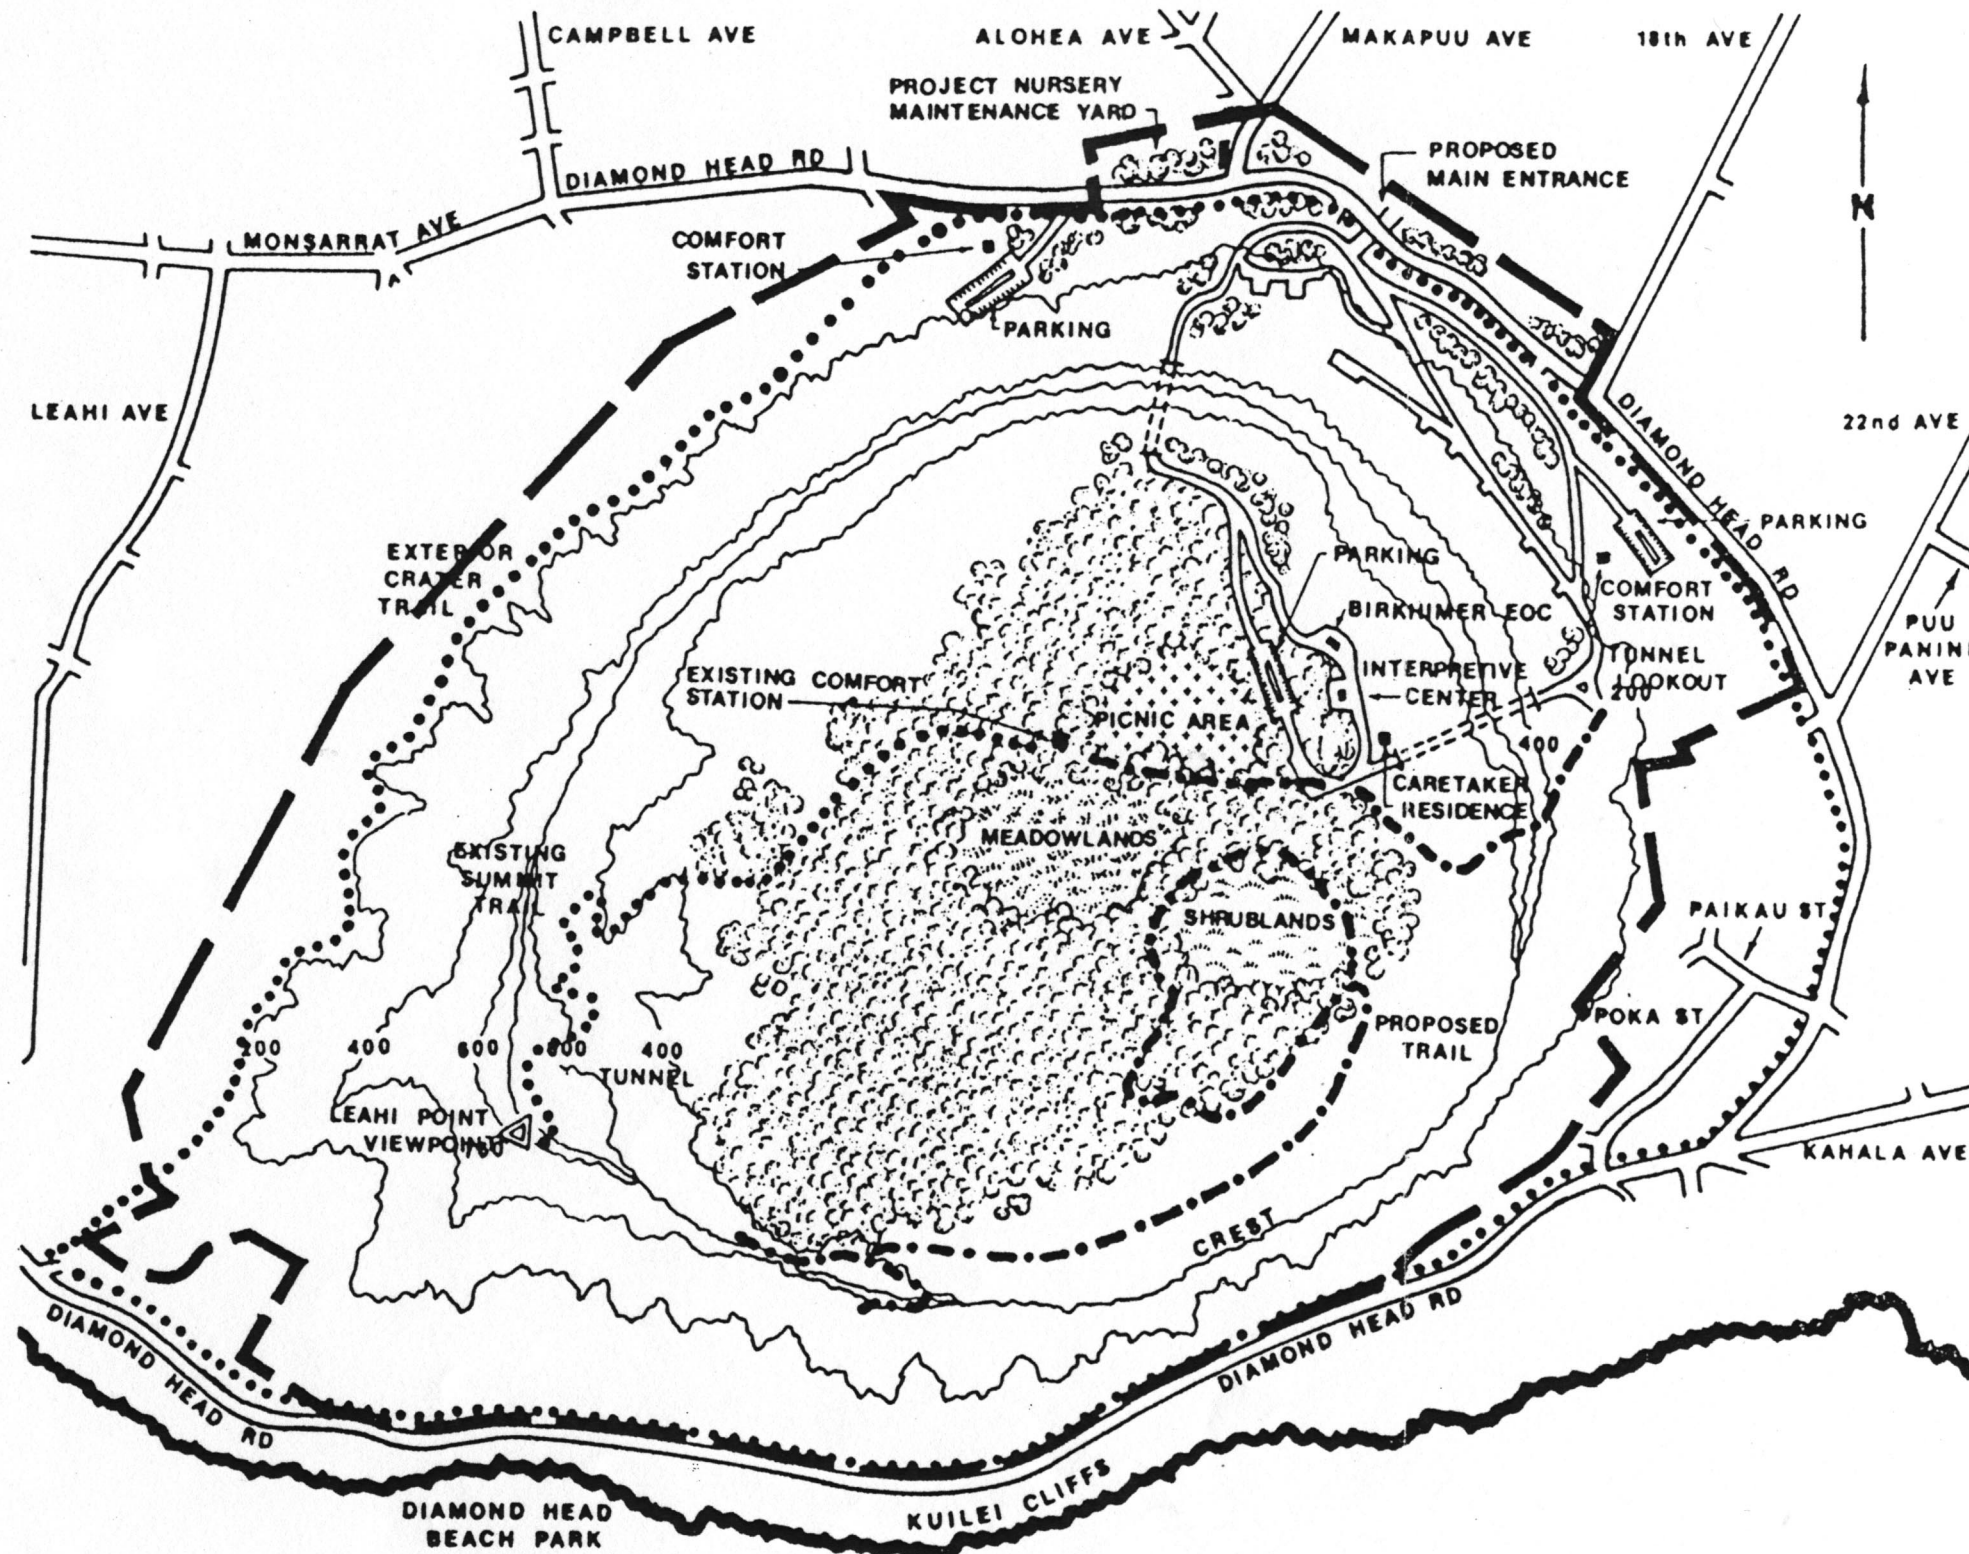 CAMPBELL AVE
ALOHEA AVE
MAKAPUU AVE
18th AVE
PROJECT NURSERY
MAINTENANCE YARD
DIAMOND HEAD RD
PROPOSED
MAIN ENTRANCE
N
MONSARRAT AVE
COMFORT
STATION
PARKING
LEAHI AVE
DIAMOND HEAD RD
22nd AVE
PARKING
EXTERIOR
CRATER
TRAIL
PARKING
BIRKHIMER EOC
COMFORT
STATION
PUU
PANINI
AVE
TUNNEL
LOOKOUT
200
EXISTING COMFORT
STATION
INTERPRETIVE
CENTER
PICNIC AREA
400
CARETAKER
RESIDENCE
MEADOWLANDS
EXISTING
SUMMIT
TRAIL
SHRUBLANDS
PAIKAU ST
POKA ST
PROPOSED
TRAIL
200
400
600
600
400
TUNNEL
LEAHI POINT
VIEWPOINT
760
KAHALA AVE
CREST
DIAMOND HEAD RD
DIAMOND HEAD RD
KUILEI CLIFFS
DIAMOND HEAD
BEACH PARK